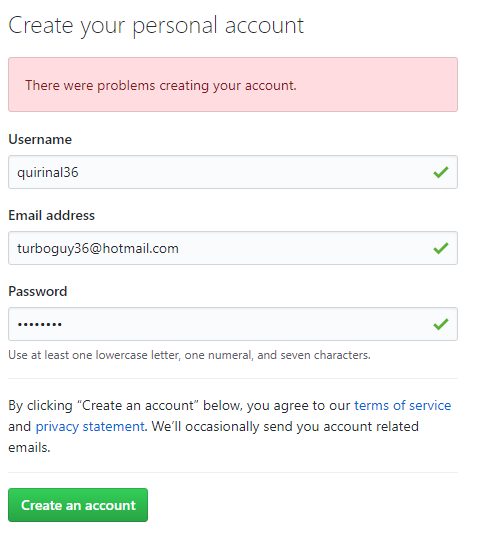 Create your personal account
There were problems creating your account.
Username
quirinal36
Email address
turboguy36@hotmail.com
Password
••••••••
Use at least one lowercase letter, one numeral, and seven characters.
By clicking “Create an account” below, you agree to our terms of service
and privacy statement. We’ll occasionally send you account related
emails.
Create an account